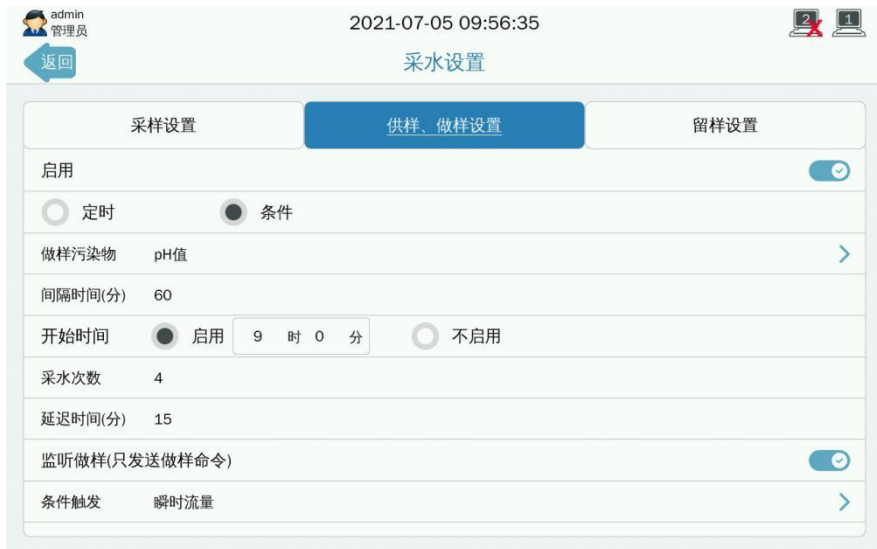 admin
管理员
2021-07-05 09:56:35
2
1
返回
采水设置
采样设置
供样、做样设置
留样设置
启用
定时 条件
做样污染物 pH值
间隔时间(分) 60
开始时间 启用 9 时 0 分 不启用
采水次数 4
延迟时间(分) 15
监听做样(只发送做样命令)
条件触发 瞬时流量